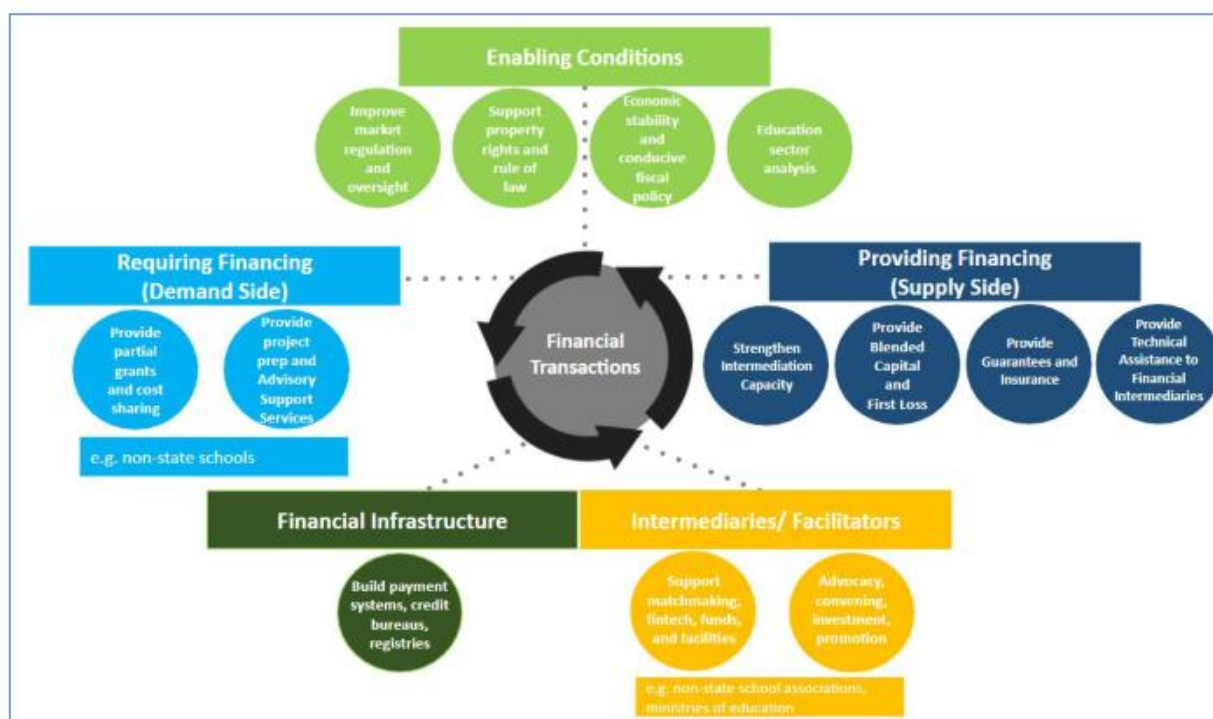 Enabling Conditions
Improve
market
regulation
and
oversight
Support
property
rights and
rule of
law
Economic
stability
and
conducive
fiscal
policy
Education
sector
analysis
Requiring Financing
(Demand Side)
Provide
partial
grants
and cost
sharing
Provide
project
prep and
Advisory
Support
Services
e.g. non-state schools
Financial
Transactions
Providing Financing
(Supply Side)
Strengthen
Intermediation
Capacity
Provide
Blended
Capital
and
First Loss
Provide
Guarantees and
Insurance
Provide
Technical
Assistance to
Financial
Intermediaries
Financial Infrastructure
Build payment
systems, credit
bureaus,
registries
Intermediaries/ Facilitators
Support
matchmaking,
fintech, funds,
and facilities
Advocacy,
convening,
investment,
promotion
e.g. non-state school associations,
ministries of education